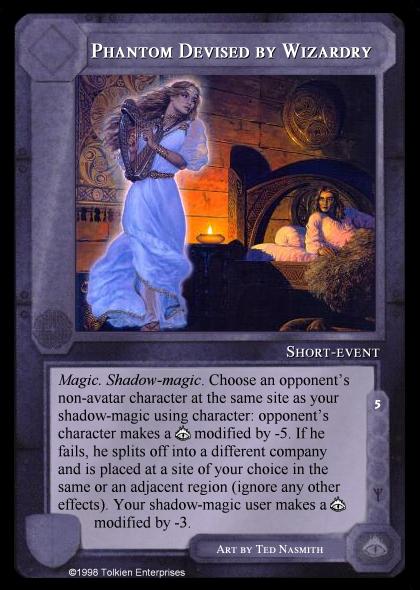 Phantom Devised by Wizardry
Short-event
Magic. Shadow-magic. Choose an opponent's
non-avatar character at the same site as your
shadow-magic using character: opponent's
character makes a modified by -5. If he
fails, he splits off into a different company
and is placed at a site of your choice in the
same or an adjacent region (ignore any other
effects). Your shadow-magic user makes a
modified by -3.
5
Art by Ted Nasmith
©1998 Tolkien Enterprises